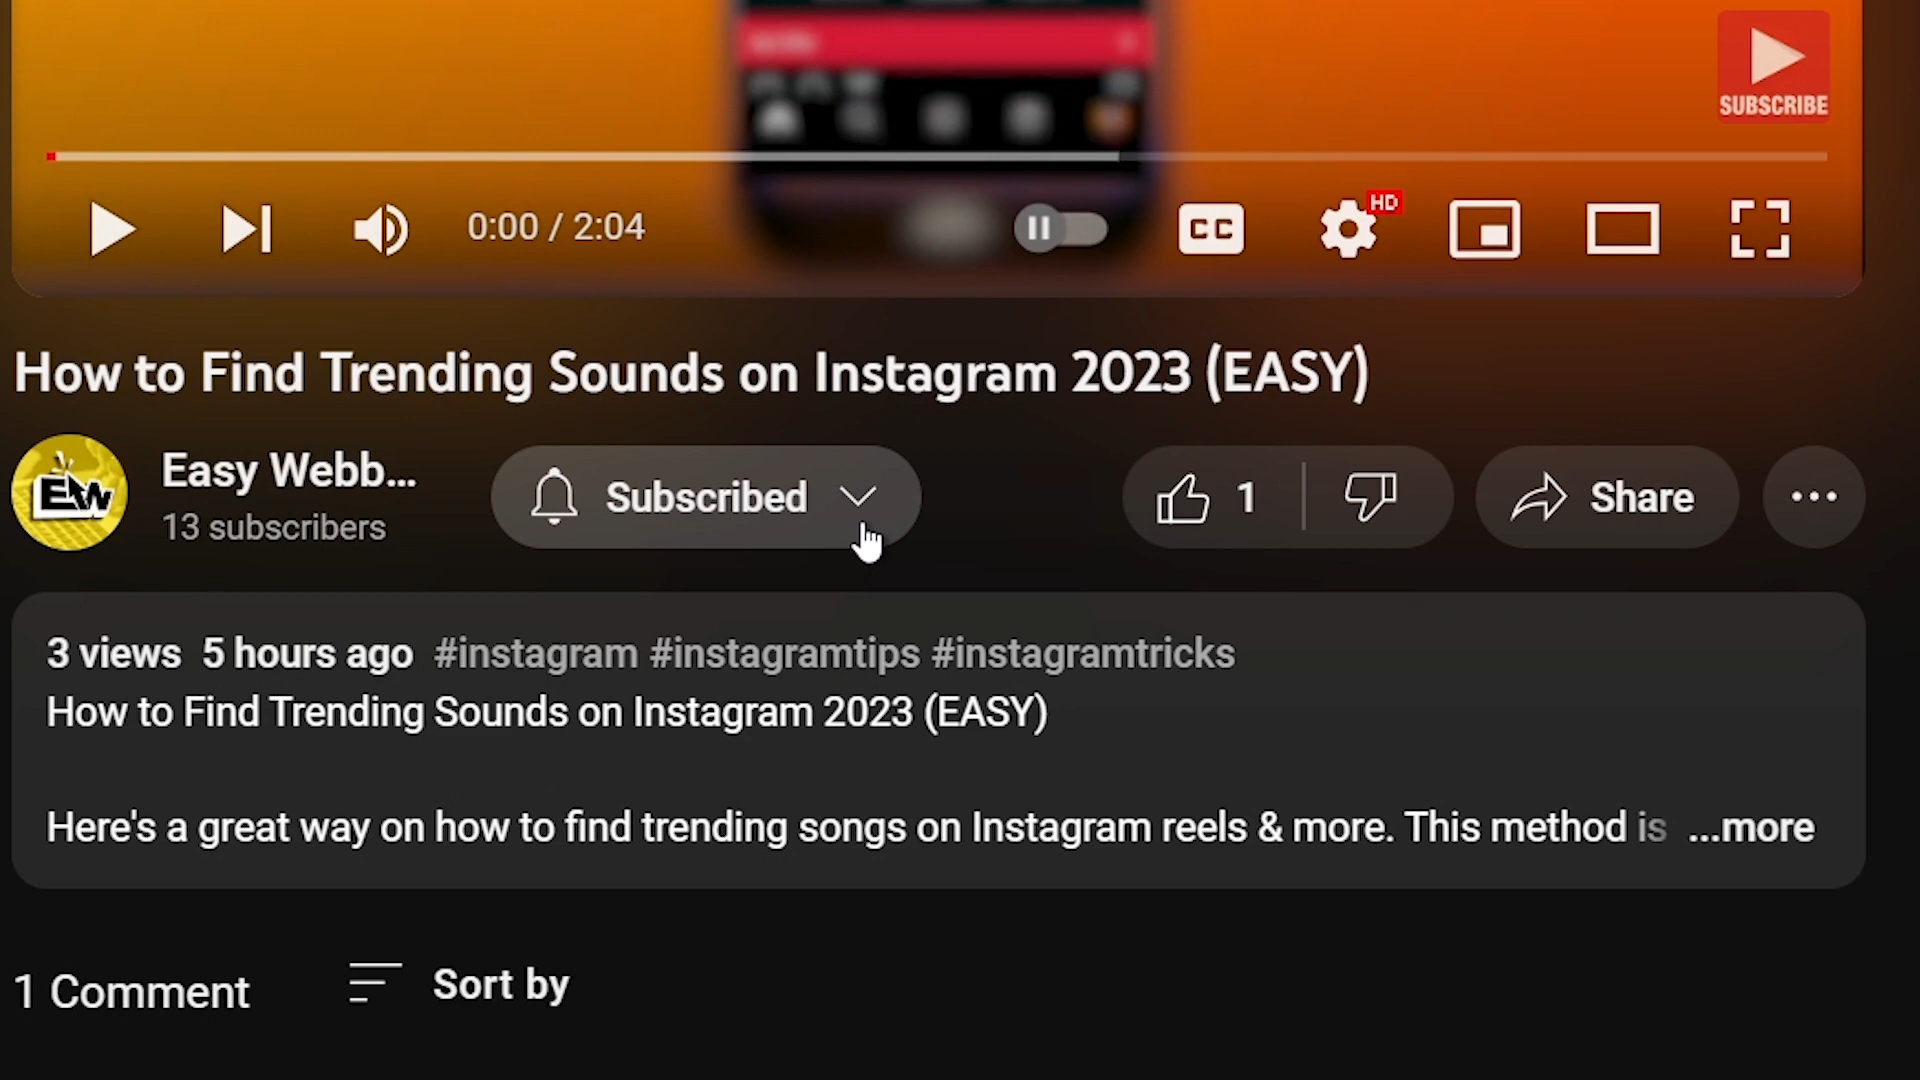 SUBSCRIBE
0:00 / 2:04
CC
HD
How to Find Trending Sounds on Instagram 2023 (EASY)
EW
Easy Webb...
13 subscribers
Subscribed
1
Share
3 views 5 hours ago #instagram #instagramtips #instagramtricks
How to Find Trending Sounds on Instagram 2023 (EASY)
Here's a great way on how to find trending songs on Instagram reels & more. This method is ...more
1 Comment
Sort by